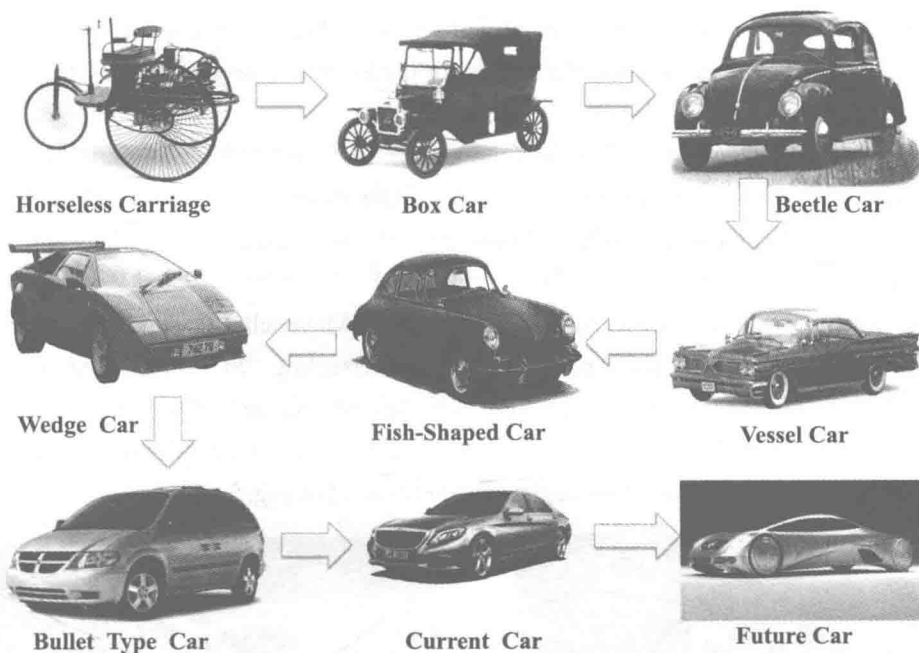 Horseless Carriage
Box Car
Beetle Car
Wedge Car
Fish-Shaped Car
Vessel Car
Bullet Type Car
Current Car
Future Car